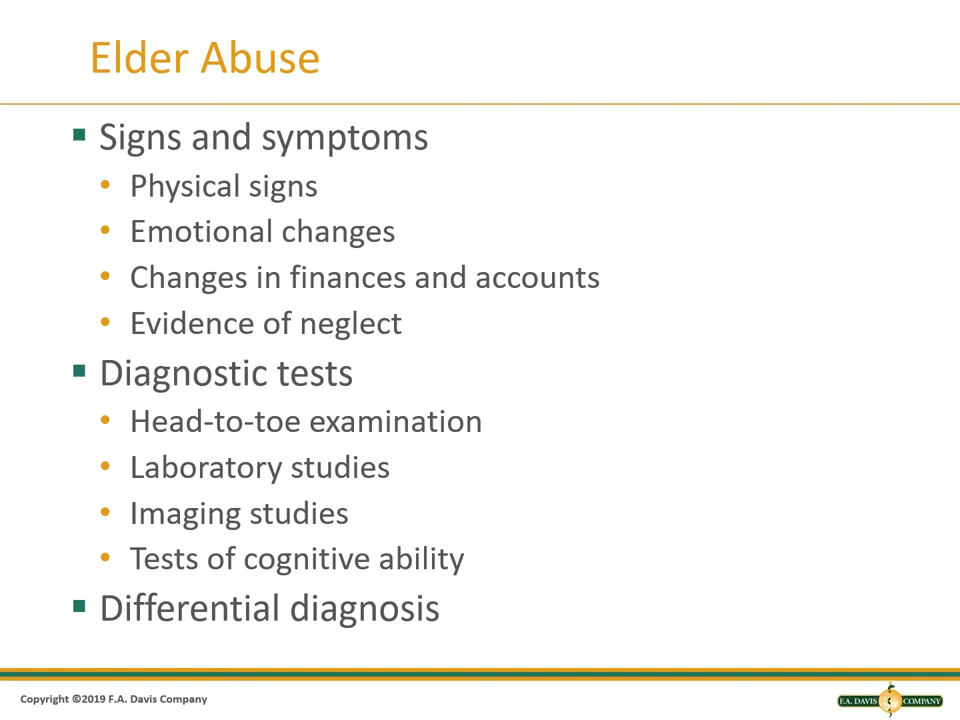 Elder Abuse
Signs and symptoms
Physical signs
Emotional changes
Changes in finances and accounts
Evidence of neglect
Diagnostic tests
Head-to-toe examination
Laboratory studies
Imaging studies
Tests of cognitive ability
Differential diagnosis
Copyright ©2019 F.A. Davis Company
F.A. DAVIS COMPANY